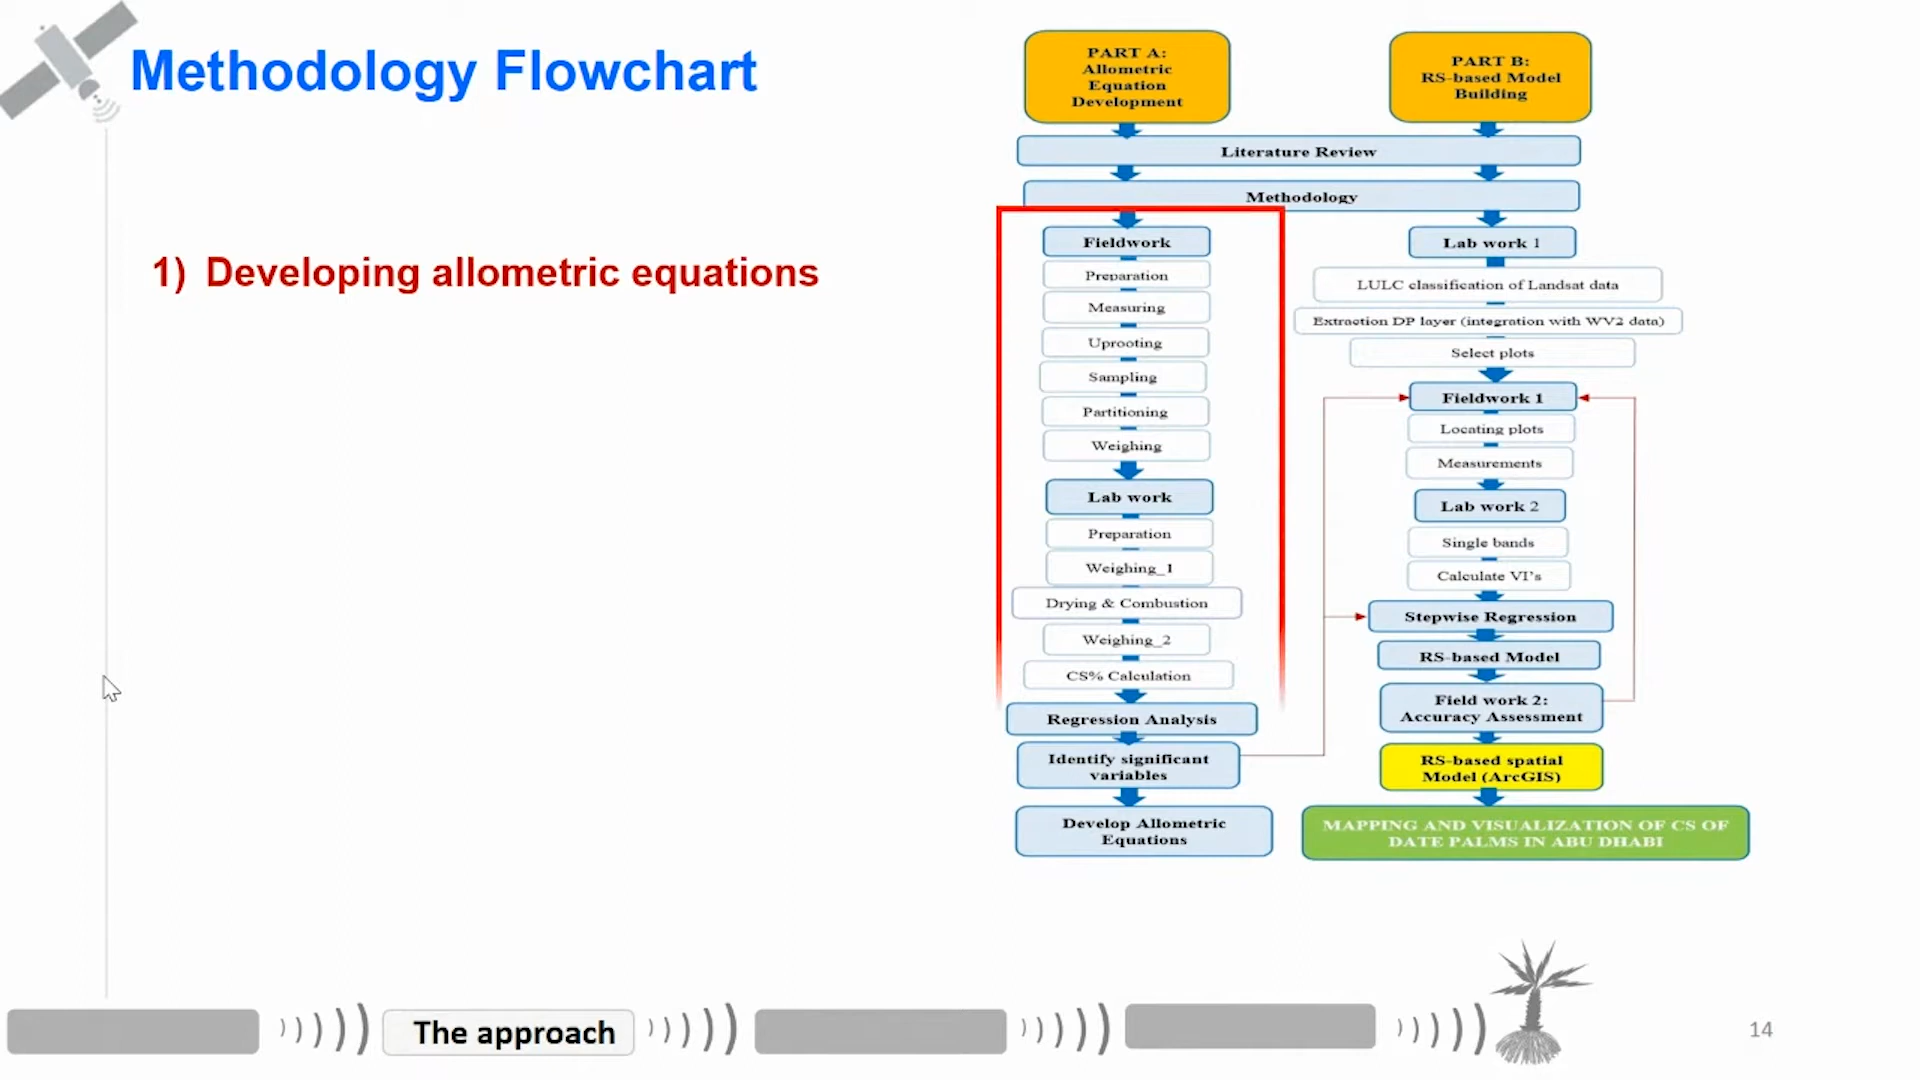 Methodology Flowchart
1) Developing allometric equations
PART A:
Allometric
Equation
Development
PART B:
RS-based Model
Building
Literature Review
Methodology
Fieldwork
Preparation
Measuring
Uprooting
Sampling
Partitioning
Weighing
Lab work
Preparation
Weighing_1
Drying & Combustion
Weighing_2
CS% Calculation
Regression Analysis
Identify significant
variables
Develop Allometric
Equations
Lab work 1
LULC classification of Landsat data
Extraction DP layer (integration with WV2 data)
Select plots
Fieldwork 1
Locating plots
Measurements
Lab work 2
Single bands
Calculate VI's
Stepwise Regression
RS-based Model
Field work 2:
Accuracy Assessment
RS-based spatial
Model (ArcGIS)
MAPPING AND VISUALIZATION OF CS OF
DATE PALMS IN ABU DHABI
The approach
14